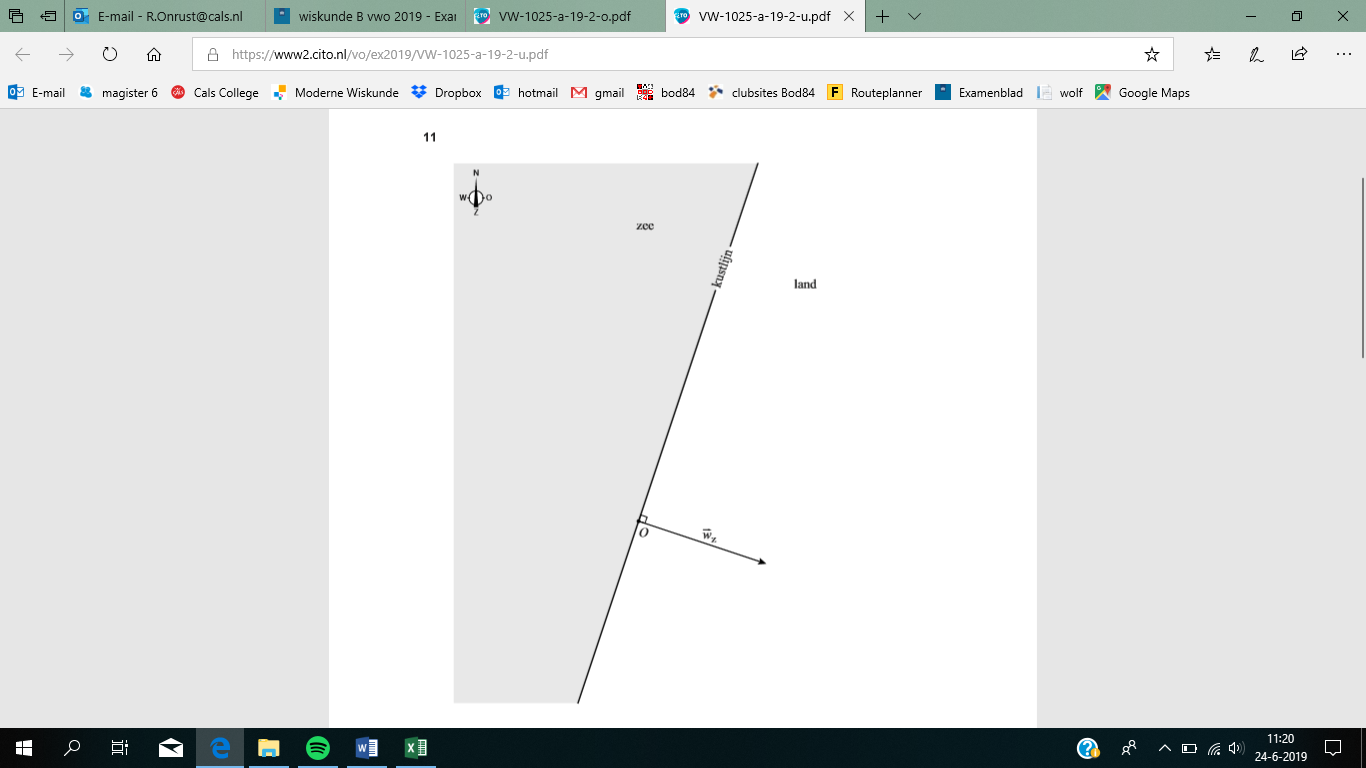 E-mail - R.Onrust@cals.nl
wiskunde B vwo 2019 - Exar
VW-1025-a-19-2-o.pdf
VW-1025-a-19-2-u.pdf
https://www2.cito.nl/vo/ex2019/VW-1025-a-19-2-u.pdf
E-mail magister 6 Cals College Moderne Wiskunde Dropbox hotmail gmail bod84 clubsites Bod84 Routeplanner Examenblad wolf Google Maps
11
N
W O
Z
zee
kustlijn
land
O
w⃗z
11:20
24-6-2019